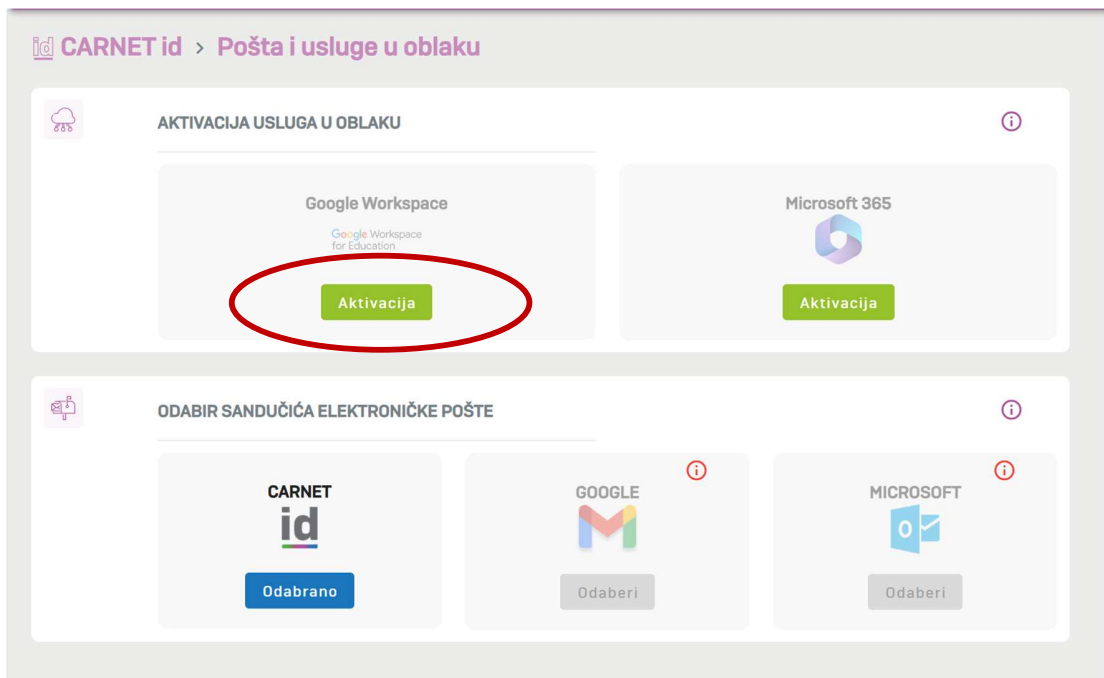 id CARNET id > Pošta i usluge u oblaku
AKTIVACIJA USLUGA U OBLAKU
Google Workspace
Google Workspace
for Education
Aktivacija
Microsoft 365
Aktivacija
ODABIR SANDUČIĆA ELEKTRONIČKE POŠTE
CARNET
id
Odabrano
GOOGLE
Odaberi
MICROSOFT
Odaberi